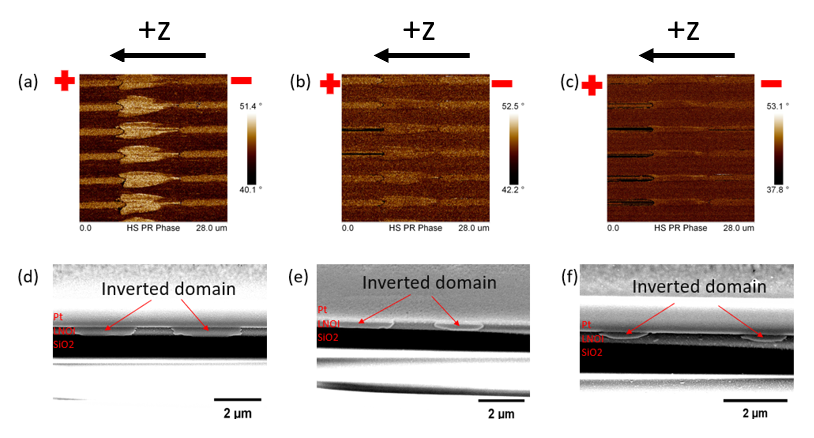 +Z +Z +Z
(a) + − (b) + − (c) + −
51.4 ° 52.5 ° 53.1 °
40.1 ° 42.2 ° 37.8 °
0.0 HS PR Phase 28.0 um 0.0 HS PR Phase 28.0 um 0.0 HS PR Phase 28.0 um
(d) (e) (f)
Inverted domain Inverted domain Inverted domain
Pt Pt Pt
LNOI LNOI LNOI
SiO2 SiO2 SiO2
2 μm 2 μm 2 μm